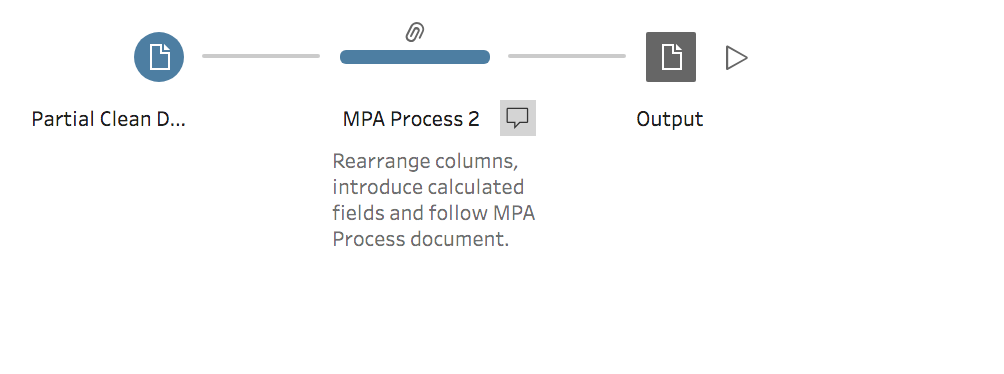 Partial Clean D...
MPA Process 2
Output
Rearrange columns,
introduce calculated
fields and follow MPA
Process document.